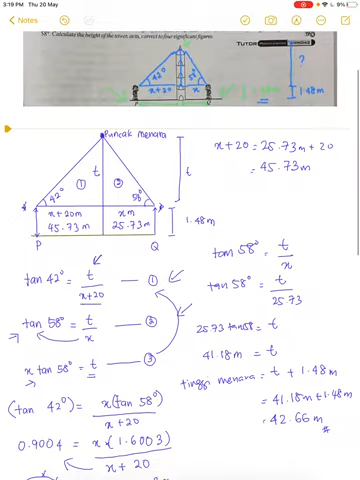 3:19 PM Thu 20 May
9%
Notes
58°. Calculate the height of the tower, correct to four significant figures.
TUTOR
42°
58°
x+20
x
?
1.48m
1.48m
Puncak menara
t
t
①
②
42°
58°
x+20m
xm
45.73m
25.73m
1.48m
P
Q
x+20 = 25.73m + 20
= 45.73m
tan 42° = t / x+20 — ①
tan 58° = t / x — ②
x tan 58° = t — ③
(tan 42°) = x(tan 58°) / x+20
0.9004 = x(1.6003) / x+20
tan 58° = t / x
tan 58° = t / 25.73
25.73 tan 58 = t
41.18m = t
tinggi menara = t + 1.48m
= 41.18m + 1.48m
= 42.66m